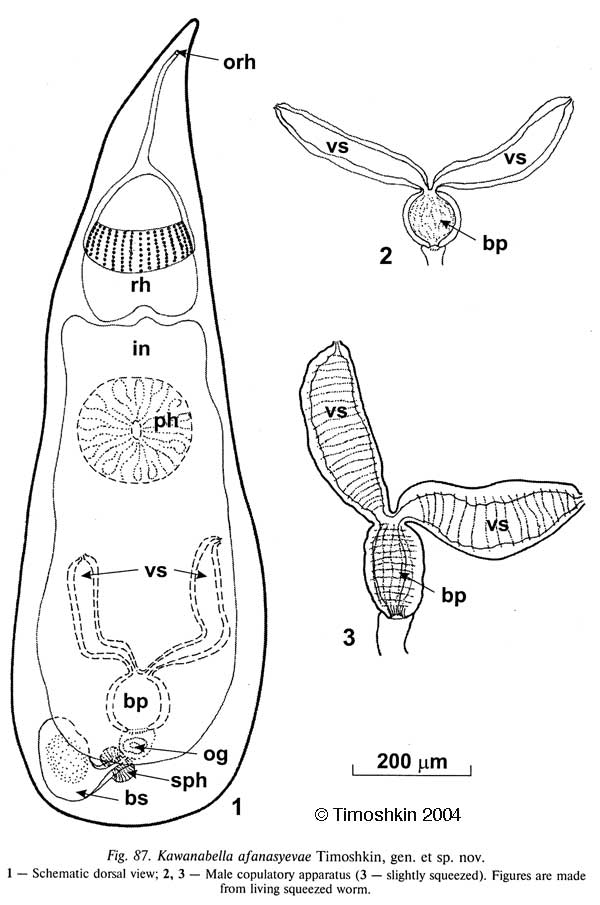 orh
vs
vs
bp
2
rh
in
ph
vs
vs
vs
bp
3
bp
og
sph
bs
1
200 µm
© Timoshkin 2004
Fig. 87. Kawanabella afanasyevae Timoshkin, gen. et sp. nov.
1 — Schematic dorsal view; 2, 3 — Male copulatory apparatus (3 — slightly squeezed). Figures are made
from living squeezed worm.